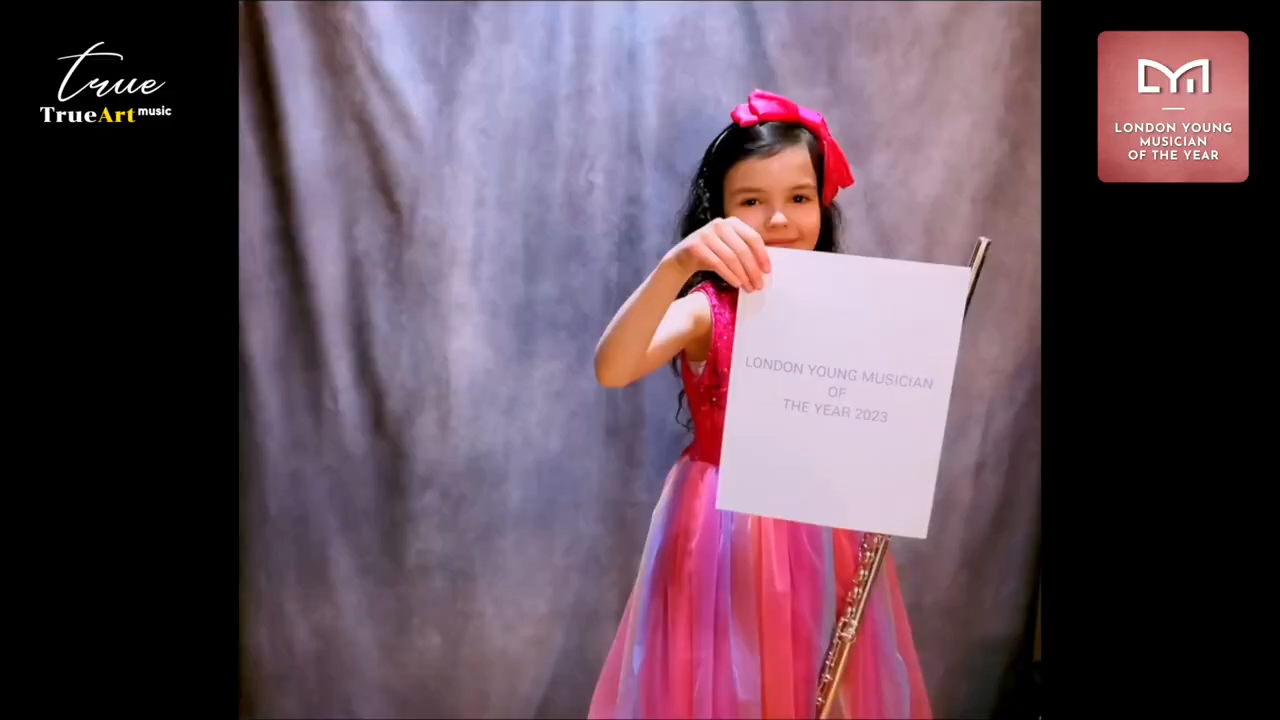 true
TrueArt music
LONDON YOUNG
MUSICIAN
OF THE YEAR
LONDON YOUNG MUSICIAN
OF
THE YEAR 2023